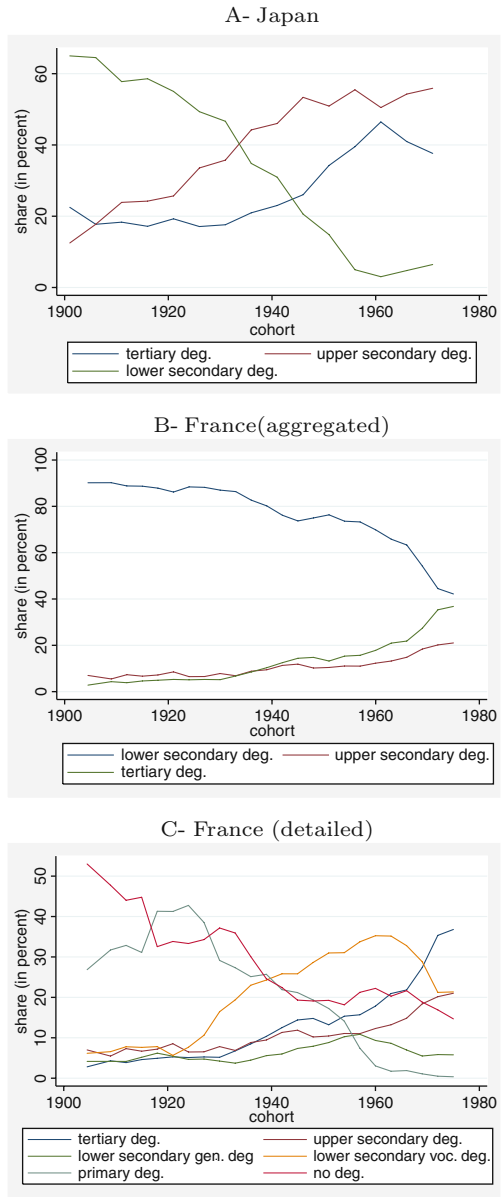 A- Japan
share (in percent)
60
40
20
0
1900 1920 1940 1960 1980
cohort
tertiary deg. upper secondary deg.
lower secondary deg.
B- France(aggregated)
share (in percent)
100
80
60
40
20
0
1900 1920 1940 1960 1980
cohort
lower secondary deg. upper secondary deg.
tertiary deg.
C- France (detailed)
share (in percent)
50
40
30
20
10
0
1900 1920 1940 1960 1980
cohort
tertiary deg. upper secondary deg.
lower secondary gen. deg lower secondary voc. deg.
primary deg. no deg.